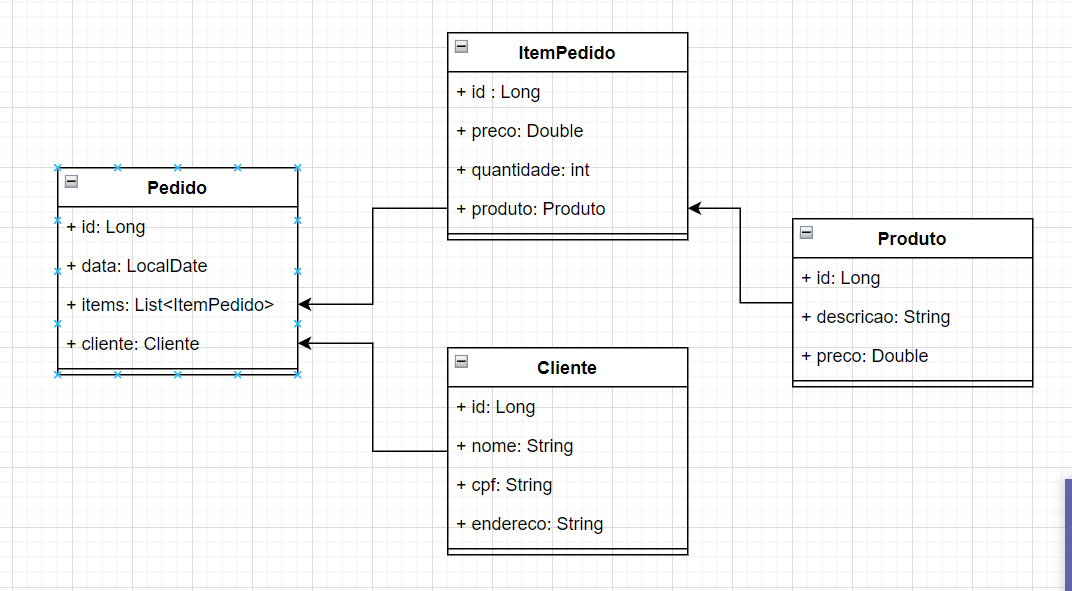 ItemPedido
+ id : Long
+ preco: Double
+ quantidade: int
+ produto: Produto
Pedido
+ id: Long
+ data: LocalDate
+ items: List<ItemPedido>
+ cliente: Cliente
Produto
+ id: Long
+ descricao: String
+ preco: Double
Cliente
+ id: Long
+ nome: String
+ cpf: String
+ endereco: String